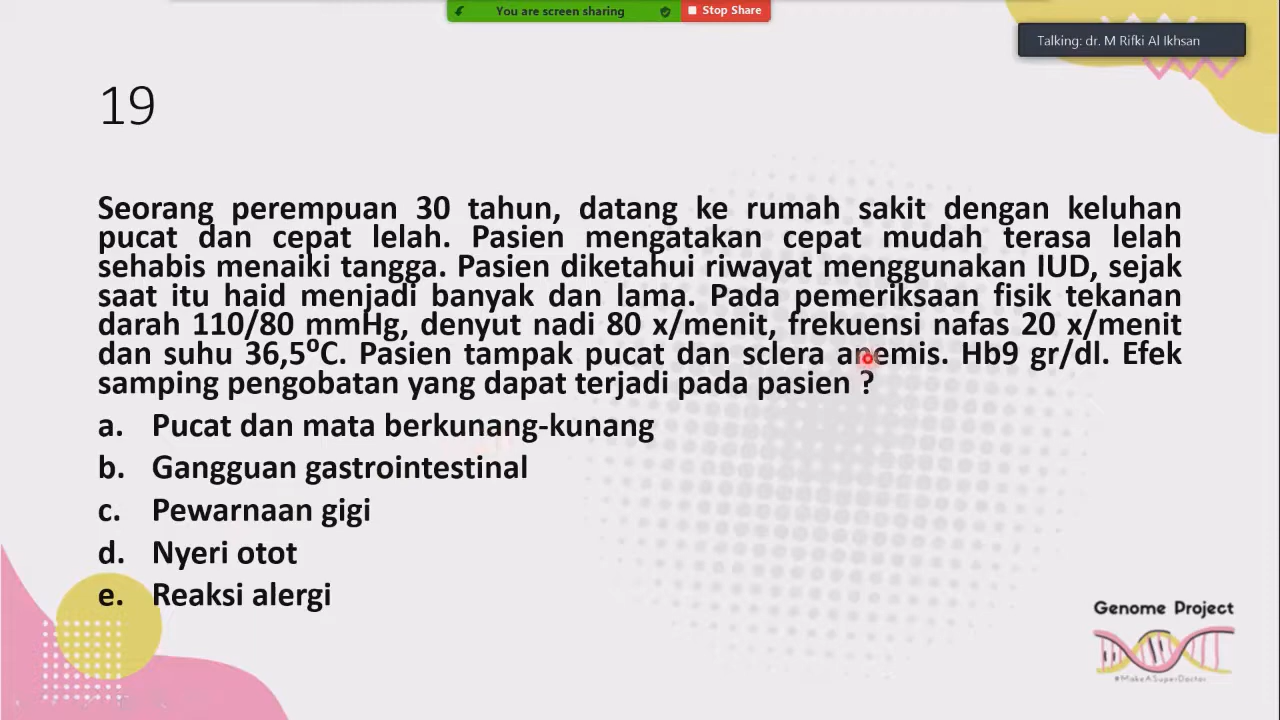 You are screen sharing
Stop Share
Talking: dr. M Rifki Al Ikhsan
19
Seorang perempuan 30 tahun, datang ke rumah sakit dengan keluhan
pucat dan cepat lelah. Pasien mengatakan cepat mudah terasa lelah
sehabis menaiki tangga. Pasien diketahui riwayat menggunakan IUD, sejak
saat itu haid menjadi banyak dan lama. Pada pemeriksaan fisik tekanan
darah 110/80 mmHg, denyut nadi 80 x/menit, frekuensi nafas 20 x/menit
dan suhu 36,5⁰C. Pasien tampak pucat dan sclera anemis. Hb9 gr/dl. Efek
samping pengobatan yang dapat terjadi pada pasien ?
a. Pucat dan mata berkunang-kunang
b. Gangguan gastrointestinal
c. Pewarnaan gigi
d. Nyeri otot
e. Reaksi alergi
Genome Project
#MakeASuperDoctor